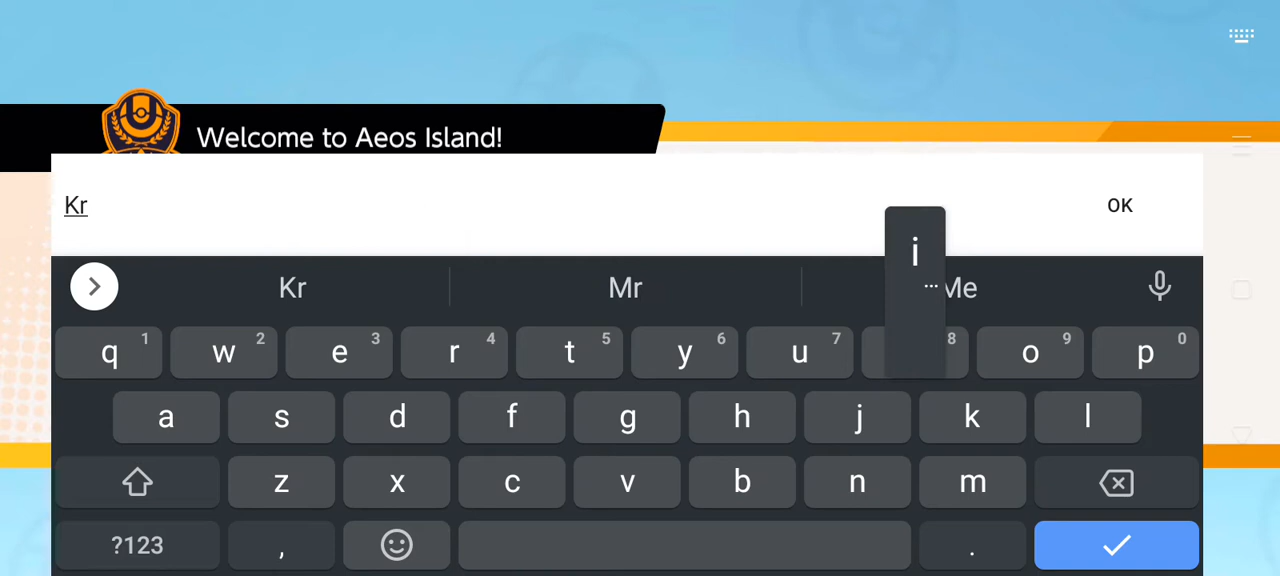 Welcome to Aeos Island!
Kr OK
i
Kr Mr Me
q 1 w 2 e 3 r 4 t 5 y 6 u 7 8 o 9 p 0
a s d f g h j k l
z x c v b n m
?123 , .